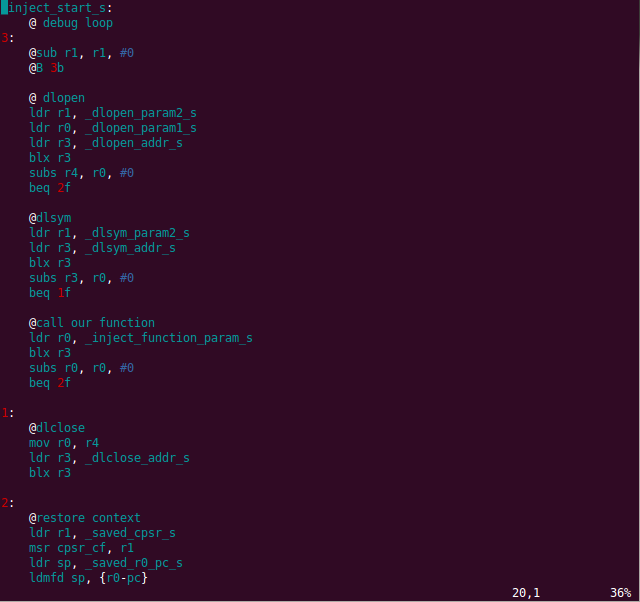 inject_start_s:
@ debug loop
3:
@sub r1, r1, #0
@B 3b
@ dlopen
ldr r1, _dlopen_param2_s
ldr r0, _dlopen_param1_s
ldr r3, _dlopen_addr_s
blx r3
subs r4, r0, #0
beq 2f
@dlsym
ldr r1, _dlsym_param2_s
ldr r3, _dlsym_addr_s
blx r3
subs r3, r0, #0
beq 1f
@call our function
ldr r0, _inject_function_param_s
blx r3
subs r0, r0, #0
beq 2f
1:
@dlclose
mov r0, r4
ldr r3, _dlclose_addr_s
blx r3
2:
@restore context
ldr r1, _saved_cpsr_s
msr cpsr_cf, r1
ldr sp, _saved_r0_pc_s
ldmfd sp, {r0-pc}
20,1 36%